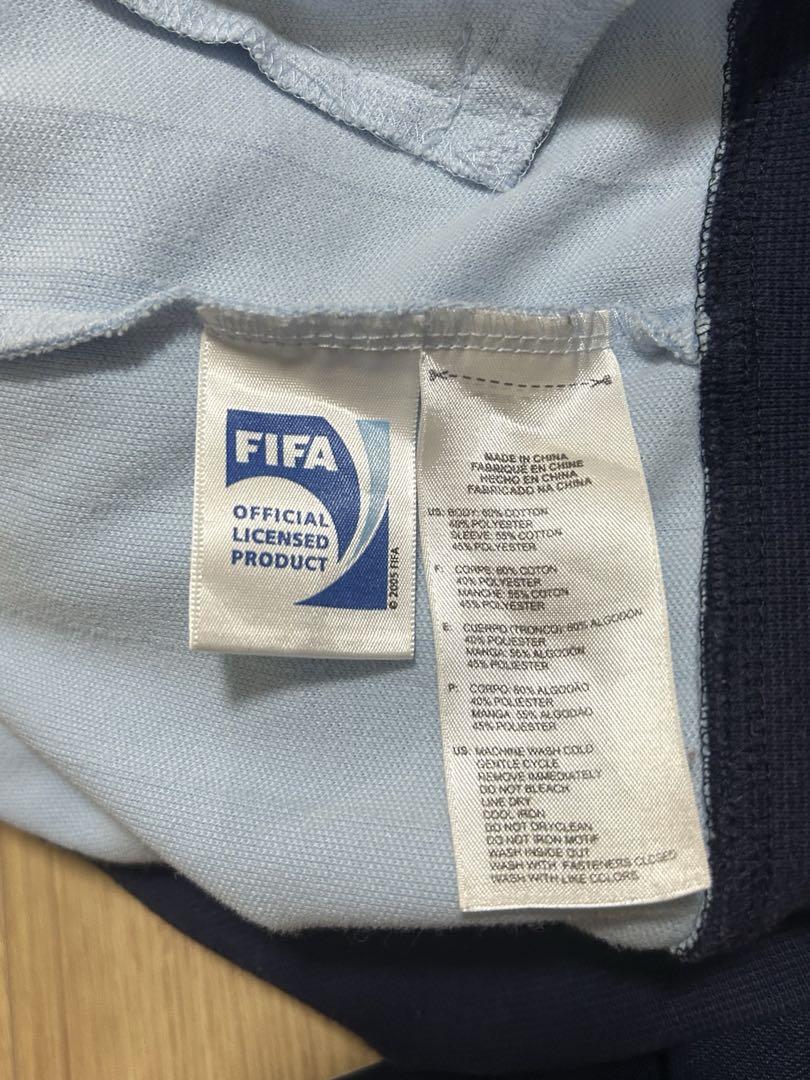 FIFA
OFFICIAL
LICENSED
PRODUCT
© 2005 FIFA
MADE IN CHINA
FABRIQUÉ EN CHINE
HECHO EN CHINA
FABRICADO NA CHINA
US: BODY: 60% COTTON
40% POLYESTER
SLEEVE: 55% COTTON
45% POLYESTER
F: CORPS: 60% COTON
40% POLYESTER
MANCHE: 55% COTON
45% POLYESTER
E: CUERPO (TRONCO): 60% ALGODON
40% POLIESTER
MANGA: 55% ALGODON
45% POLIESTER
P: CORPO: 60% ALGODÃO
40% POLIÉSTER
MANGA: 55% ALGODÃO
45% POLIÉSTER
US: MACHINE WASH COLD
GENTLE CYCLE
REMOVE IMMEDIATELY
DO NOT BLEACH
LINE DRY
COOL IRON
DO NOT DRYCLEAN
DO NOT IRON MOTIF
WASH INSIDE OUT
WASH WITH FASTENERS CLOSED
WASH WITH LIKE COLORS